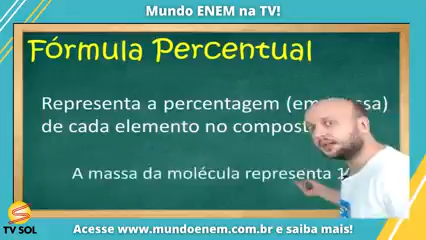 Mundo ENEM na TV!
Fórmula Percentual
Representa a percentagem (em
de cada elemento no compost
A massa da molécula representa
TV SOL
Acesse www.mundoenem.com.br e saiba mais!